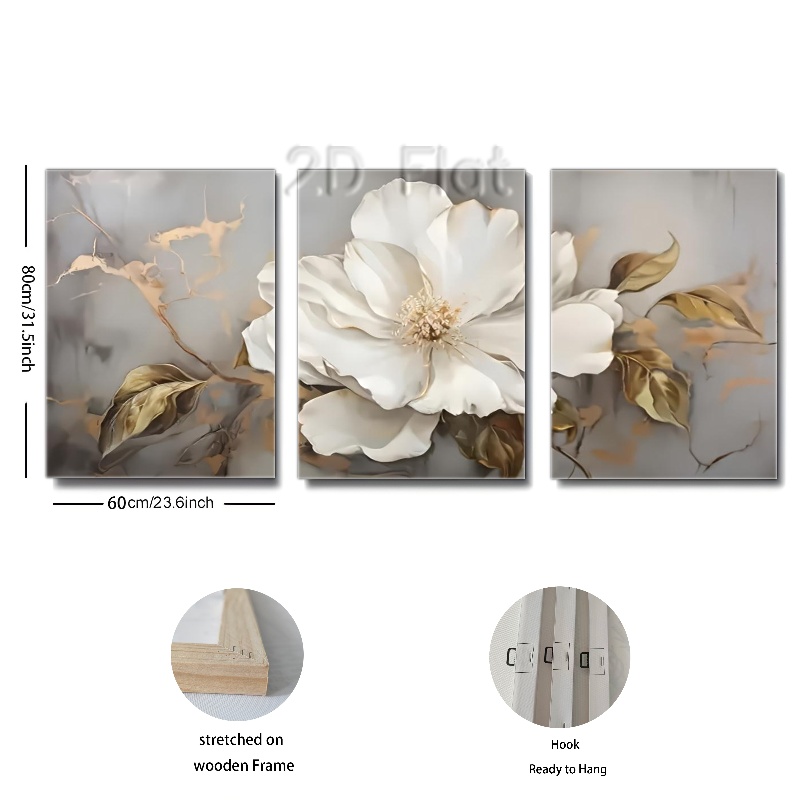 2D Flat
80cm/31.5inch
60cm/23.6inch
stretched on
wooden Frame
Hook
Ready to Hang